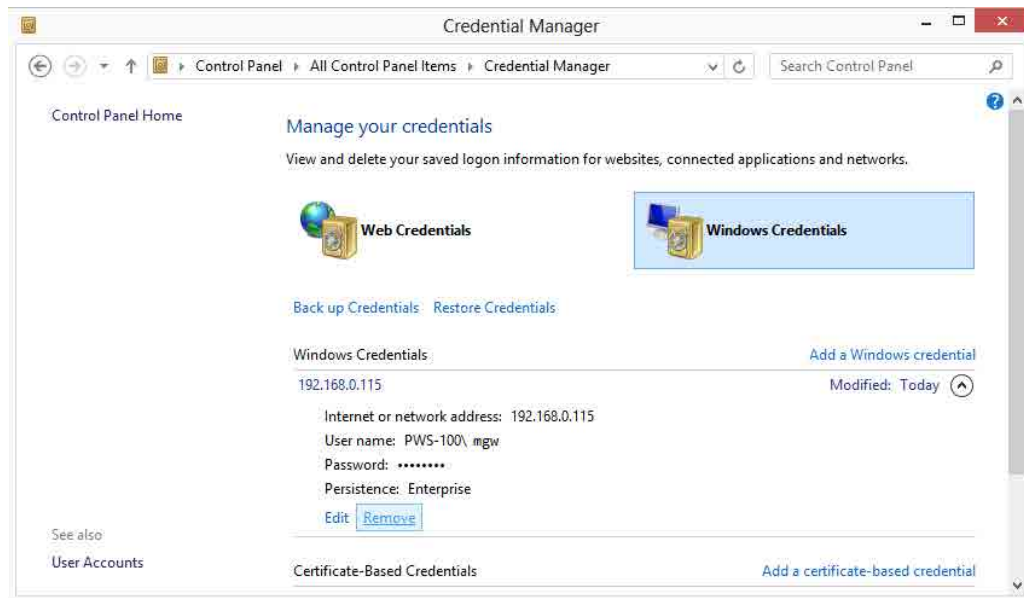 Credential Manager
Control Panel All Control Panel Items Credential Manager Search Control Panel
Control Panel Home
Manage your credentials
View and delete your saved logon information for websites, connected applications and networks.
Web Credentials Windows Credentials
Back up Credentials Restore Credentials
Windows Credentials Add a Windows credential
192.168.0.115 Modified: Today
Internet or network address: 192.168.0.115
User name: PWS-100\ mgw
Password: ••••••••
Persistence: Enterprise
Edit Remove
See also
User Accounts
Certificate-Based Credentials Add a certificate-based credential